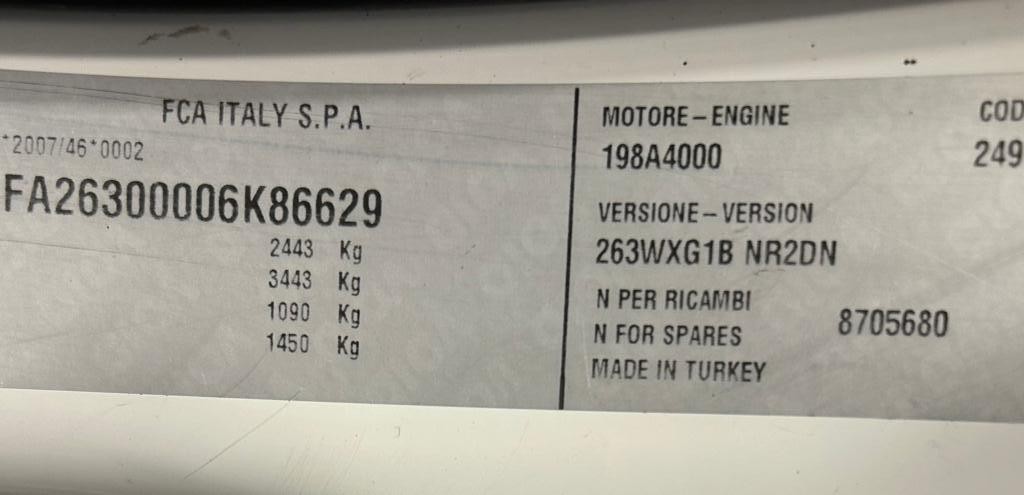 FCA ITALY S.P.A.
*2007/46*0002
FA26300006K86629
2443 Kg
3443 Kg
1090 Kg
1450 Kg
MOTORE-ENGINE
198A4000
VERSIONE-VERSION
263WXG1B NR2DN
N PER RICAMBI
N FOR SPARES
8705680
MADE IN TURKEY
COD
249